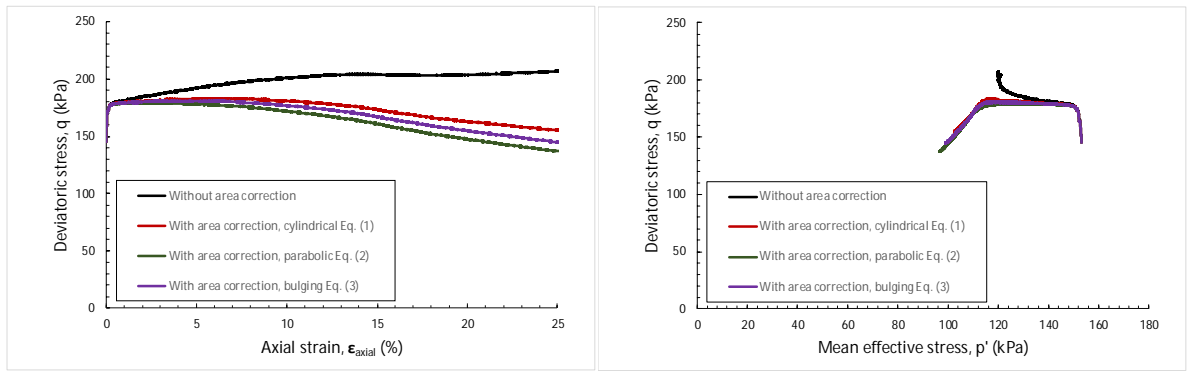 250
200
150
100
50
0
Deviatoric stress, q (kPa)
Without area correction
With area correction, cylindrical Eq. (1)
With area correction, parabolic Eq. (2)
With area correction, bulging Eq. (3)
0 5 10 15 20 25
Axial strain, εaxial (%)
250
200
150
100
50
0
Deviatoric stress, q (kPa)
Without area correction
With area correction, cylindrical Eq. (1)
With area correction, parabolic Eq. (2)
With area correction, bulging Eq. (3)
0 20 40 60 80 100 120 140 160 180
Mean effective stress, p' (kPa)